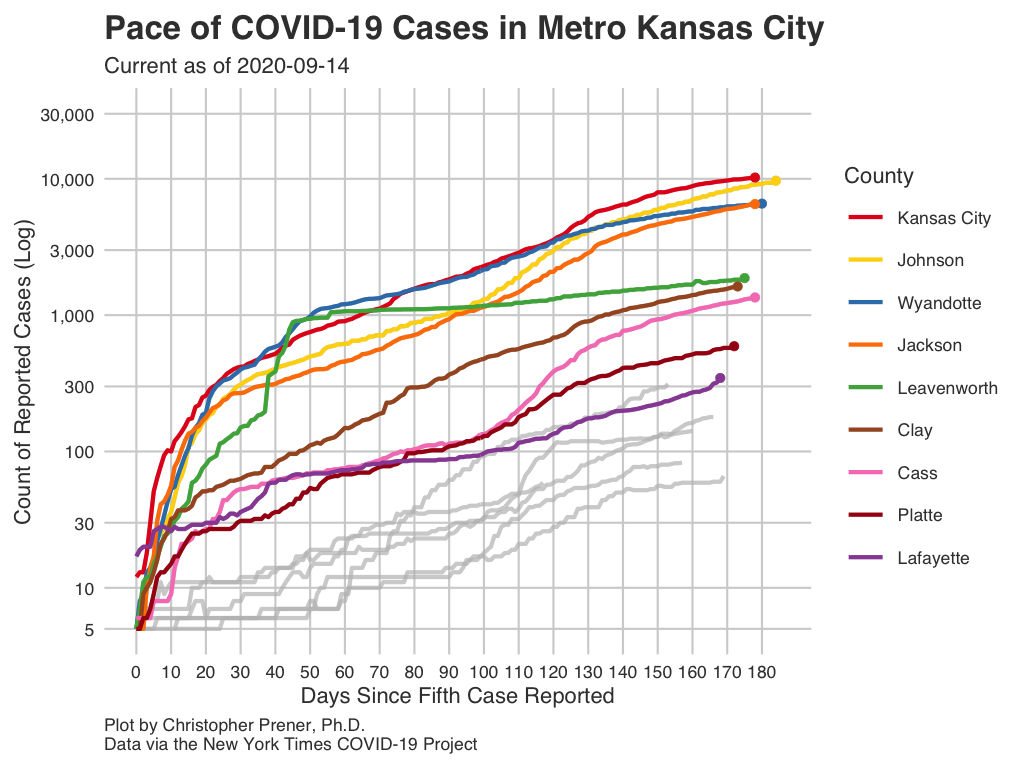 Pace of COVID-19 Cases in Metro Kansas City
Current as of 2020-09-14
Count of Reported Cases (Log)
30,000
10,000
3,000
1,000
300
100
30
10
5
0 10 20 30 40 50 60 70 80 90 100 110 120 130 140 150 160 170 180
Days Since Fifth Case Reported
County
Kansas City
Johnson
Wyandotte
Jackson
Leavenworth
Clay
Cass
Platte
Lafayette
Plot by Christopher Prener, Ph.D.
Data via the New York Times COVID-19 Project